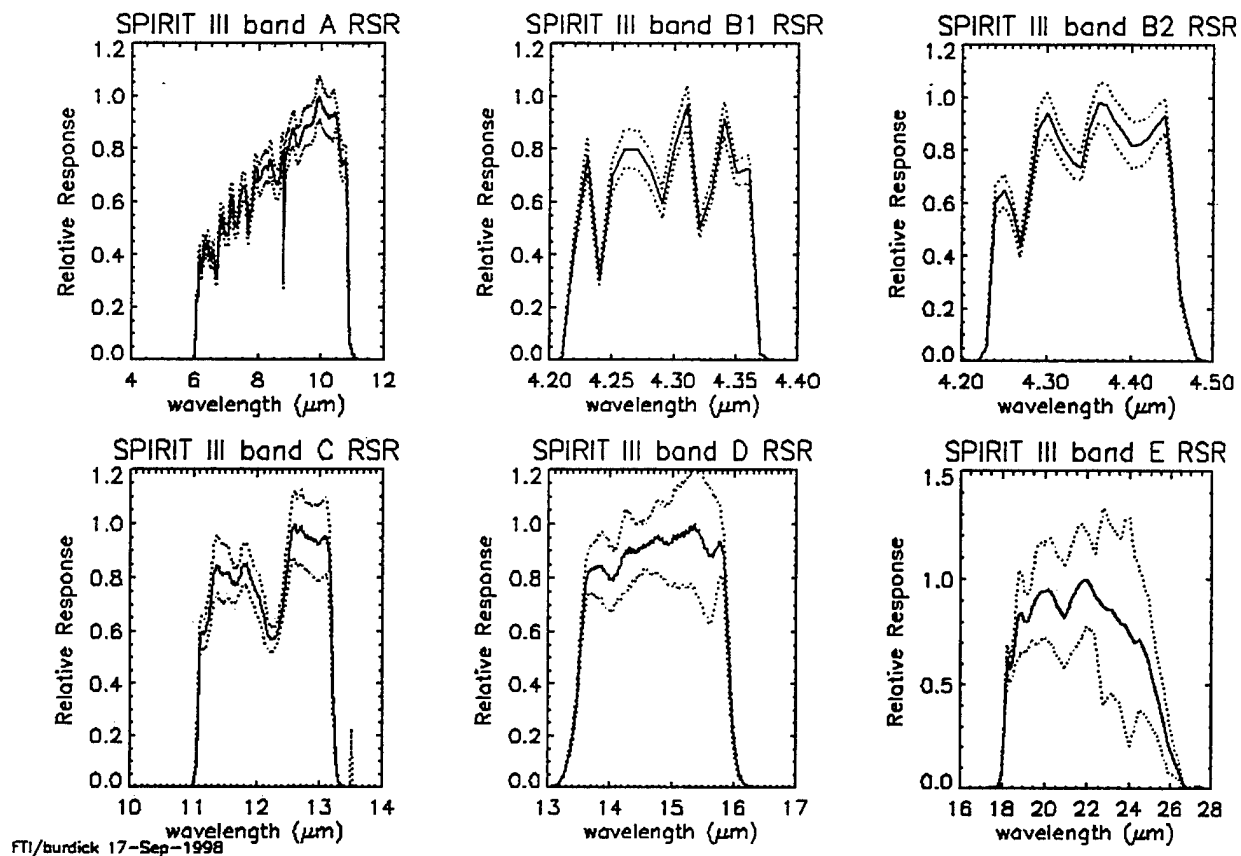 SPIRIT III band A RSR
Relative Response
1.2
1.0
0.8
0.6
0.4
0.2
0.0
4 6 8 10 12
wavelength (μm)
SPIRIT III band B1 RSR
Relative Response
1.2
1.0
0.8
0.6
0.4
0.2
0.0
4.20 4.25 4.30 4.35 4.40
wavelength (μm)
SPIRIT III band B2 RSR
Relative Response
1.2
1.0
0.8
0.6
0.4
0.2
0.0
4.20 4.30 4.40 4.50
wavelength (μm)
SPIRIT III band C RSR
Relative Response
1.2
1.0
0.8
0.6
0.4
0.2
0.0
10 11 12 13 14
wavelength (μm)
SPIRIT III band D RSR
Relative Response
1.2
1.0
0.8
0.6
0.4
0.2
0.0
13 14 15 16 17
wavelength (μm)
SPIRIT III band E RSR
Relative Response
1.5
1.0
0.5
0.0
16 18 20 22 24 26 28
wavelength (μm)
FTI/burdick 17-Sep-1998